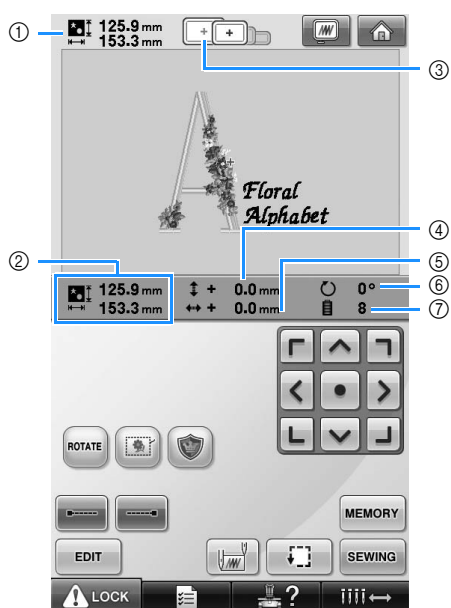 ① 125.9 mm
153.3 mm
③
Floral
Alphabet
④
⑤
② 125.9 mm + 0.0 mm 0° ⑥
153.3 mm + 0.0 mm 8 ⑦
ROTATE
MEMORY
EDIT SEWING
LOCK ?